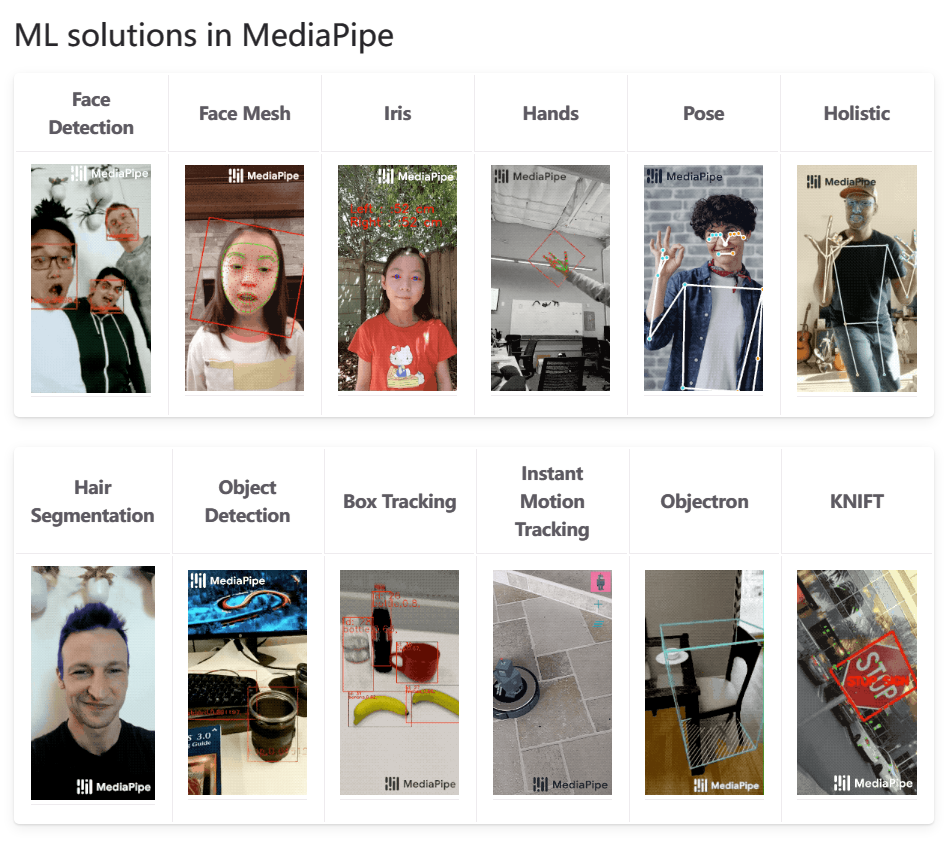 ML solutions in MediaPipe
Face
Detection
Face Mesh
Iris
Hands
Pose
Holistic
MediaPipe
MediaPipe
MediaPipe
MediaPipe
MediaPipe
MediaPipe
Left
cm
Right
cm
Hair
Segmentation
Object
Detection
Box Tracking
Instant
Motion
Tracking
Objectron
KNIFT
MediaPipe
STOP
MediaPipe
MediaPipe
MediaPipe
MediaPipe
MediaPipe